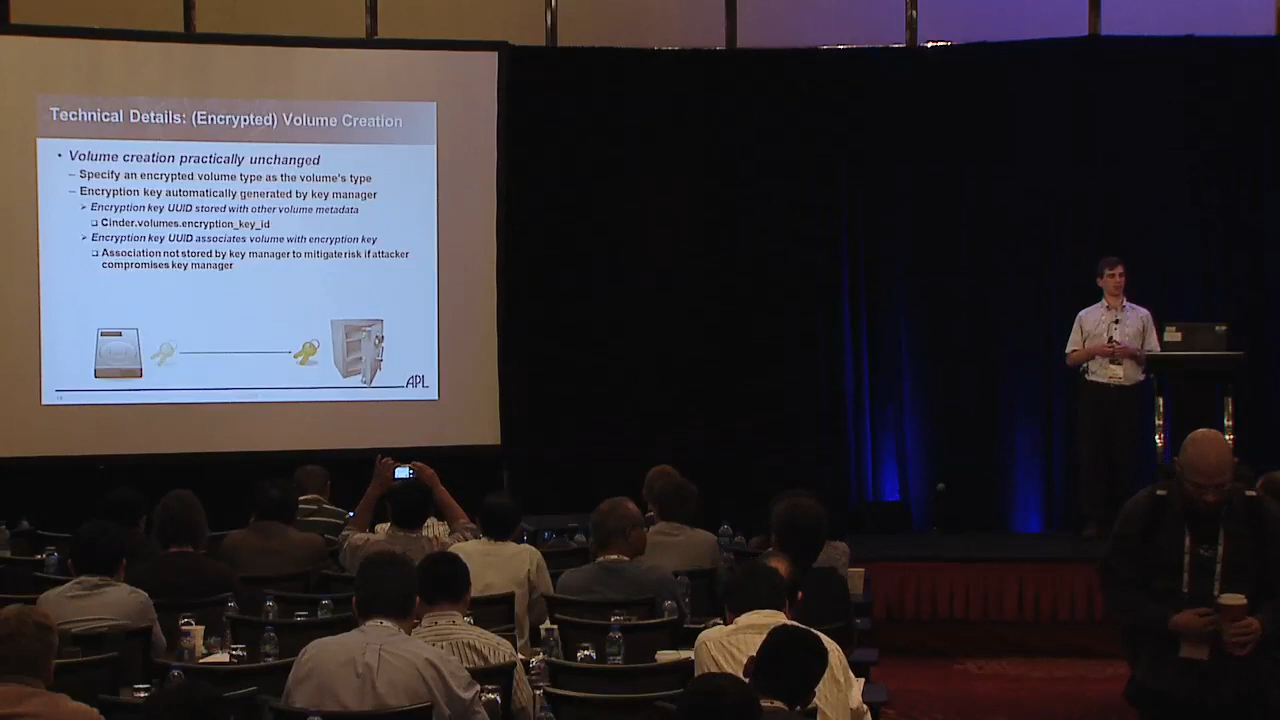 Technical Details: (Encrypted) Volume Creation
• Volume creation practically unchanged
– Specify an encrypted volume type as the volume's type
– Encryption key automatically generated by key manager
➢ Encryption key UUID stored with other volume metadata
❑ Cinder.volumes.encryption_key_id
➢ Encryption key UUID associates volume with encryption key
❑ Association not stored by key manager to mitigate risk if attacker
compromises key manager
APL